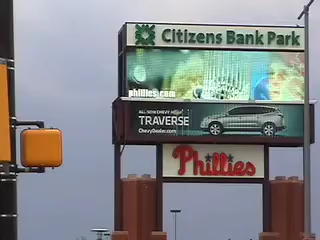 Citizens Bank Park
phillies.com
ALL-NEW CHEVY
TRAVERSE
ChevyDealer.com
Phillies